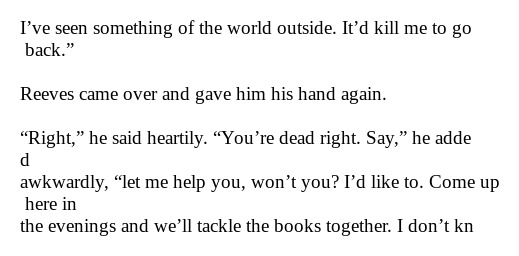 I’ve seen something of the world outside. It’d kill me to go
back.”
Reeves came over and gave him his hand again.
“Right,” he said heartily. “You’re dead right. Say,” he adde
d
awkwardly, “let me help you, won’t you? I’d like to. Come up
here in
the evenings and we’ll tackle the books together. I don’t kn